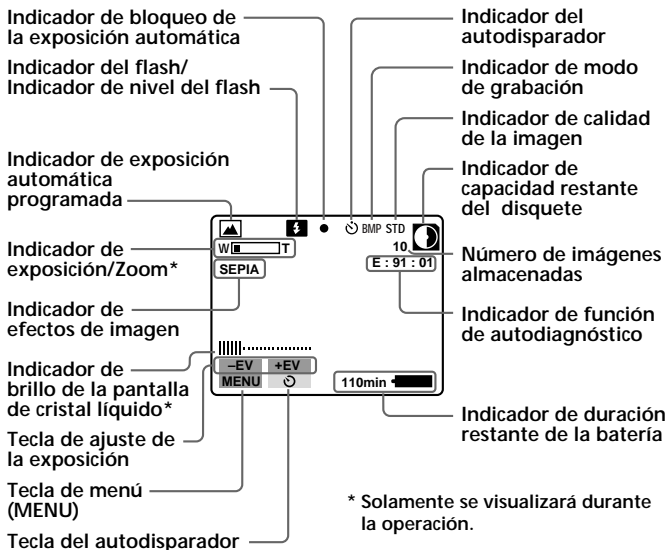 Indicador de bloqueo de
la exposición automática
Indicador del flash/
Indicador de nivel del flash
Indicador de exposición
automática
programada
Indicador de
exposición/Zoom*
Indicador de
efectos de imagen
Indicador de
brillo de la pantalla
de cristal líquido*
Tecla de ajuste de
la exposición
Tecla de menú
(MENU)
Tecla del autodisparador
BMP STD
W T
10
SEPIA
E : 91 : 01
–EV +EV
MENU
110min
Indicador del
autodisparador
Indicador de modo
de grabación
Indicador de calidad
de la imagen
Indicador de
capacidad restante
del disquete
Número de imágenes
almacenadas
Indicador de función
de autodiagnóstico
Indicador de duración
restante de la batería
* Solamente se visualizará durante
la operación.